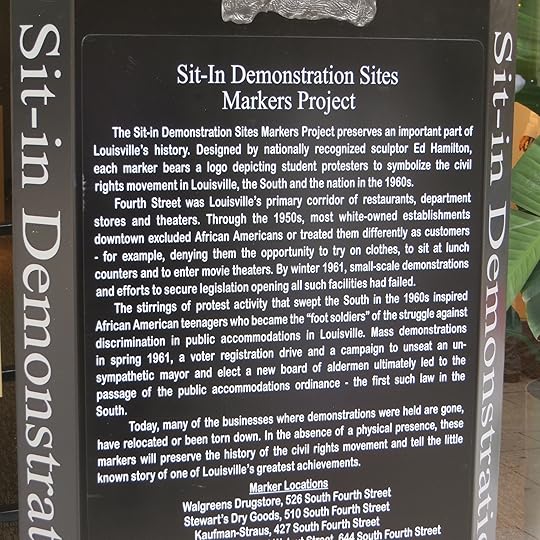 Sit-in Demonstrat
Sit-In Demonstration Sites
Markers Project
The Sit-in Demonstration Sites Markers Project preserves an important part of
Louisville's history. Designed by nationally recognized sculptor Ed Hamilton,
each marker bears a logo depicting student protesters to symbolize the civil
rights movement in Louisville, the South and the nation in the 1960s.
Fourth Street was Louisville's primary corridor of restaurants, department
stores and theaters. Through the 1950s, most white-owned establishments
downtown excluded African Americans or treated them differently as customers
- for example, denying them the opportunity to try on clothes, to sit at lunch
counters and to enter movie theaters. By winter 1961, small-scale demonstrations
and efforts to secure legislation opening all such facilities had failed.
The stirrings of protest activity that swept the South in the 1960s inspired
African American teenagers who became the "foot soldiers" of the struggle against
discrimination in public accommodations in Louisville. Mass demonstrations
in spring 1961, a voter registration drive and a campaign to unseat an un-
sympathetic mayor and elect a new board of aldermen ultimately led to the
passage of the public accommodations ordinance - the first such law in the
South.
Today, many of the businesses where demonstrations were held are gone,
have relocated or been torn down. In the absence of a physical presence, these
markers will preserve the history of the civil rights movement and tell the little
known story of one of Louisville's greatest achievements.
Marker Locations
Walgreens Drugstore, 526 South Fourth Street
Stewart's Dry Goods, 510 South Fourth Street
Kaufman-Straus, 427 South Fourth Street
Street, 644 South Fourth Street
Sit-in Demonstratio